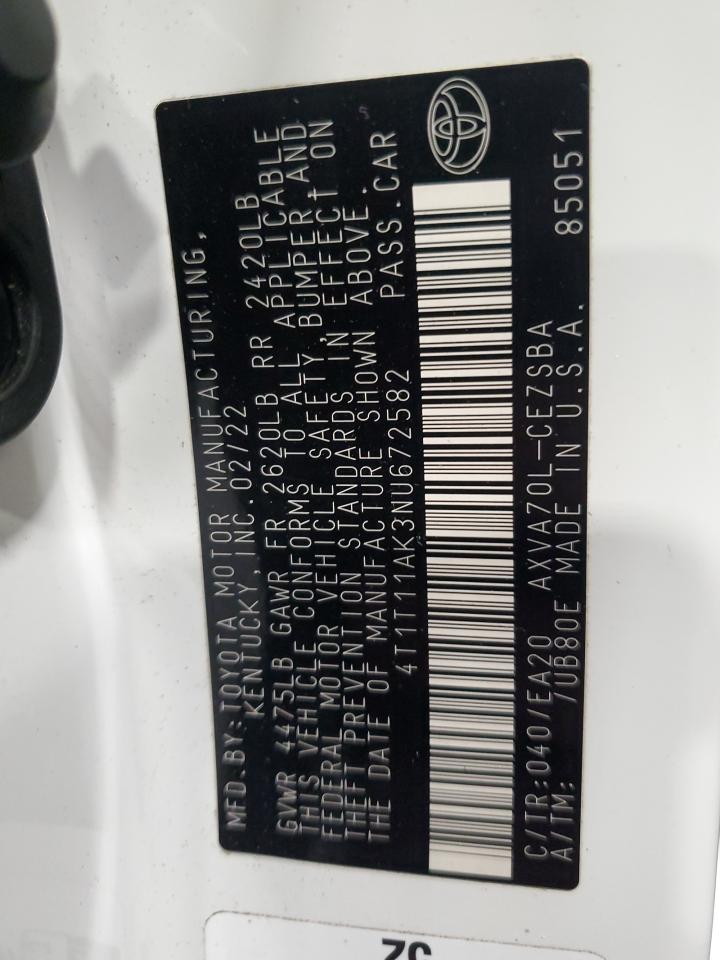 MFD.BY:TOYOTA MOTOR MANUFACTURING,
KENTUCKY,INC.02/22
GVWR 4475LB GAWR FR 2620LB RR 2420LB
THIS VEHICLE CONFORMS TO ALL APPLICABLE
FEDERAL MOTOR VEHICLE SAFETY, BUMPER, AND
THEFT PREVENTION STANDARDS IN EFFECT ON
THE DATE OF MANUFACTURE SHOWN ABOVE.
4T1T11AK3NU672582 PASS.CAR
C/TR:040/EA20 AXVA70L-CEZSBA
A/TM: /UB80E MADE IN U.S.A. 85051